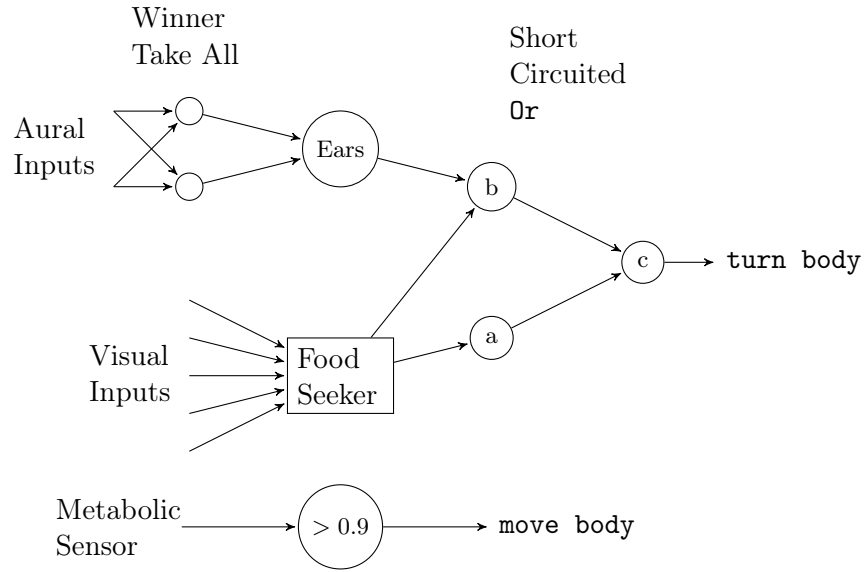 Winner
Take All
Short
Circuited
Or
Aural
Inputs
Ears
b
c
turn body
a
Visual
Inputs
Food
Seeker
Metabolic
Sensor
> 0.9
move body